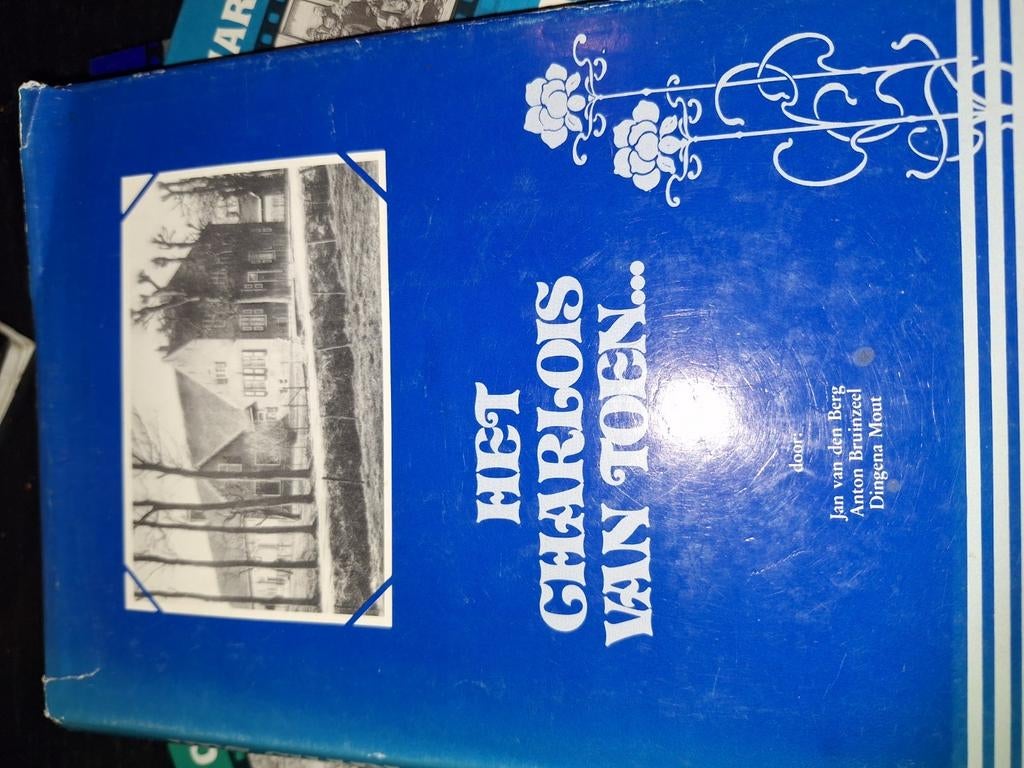 HET
CHARLOIS
VAN TOEN...
door:
Jan van den Berg
Anton Bruinzeel
Dingena Mout